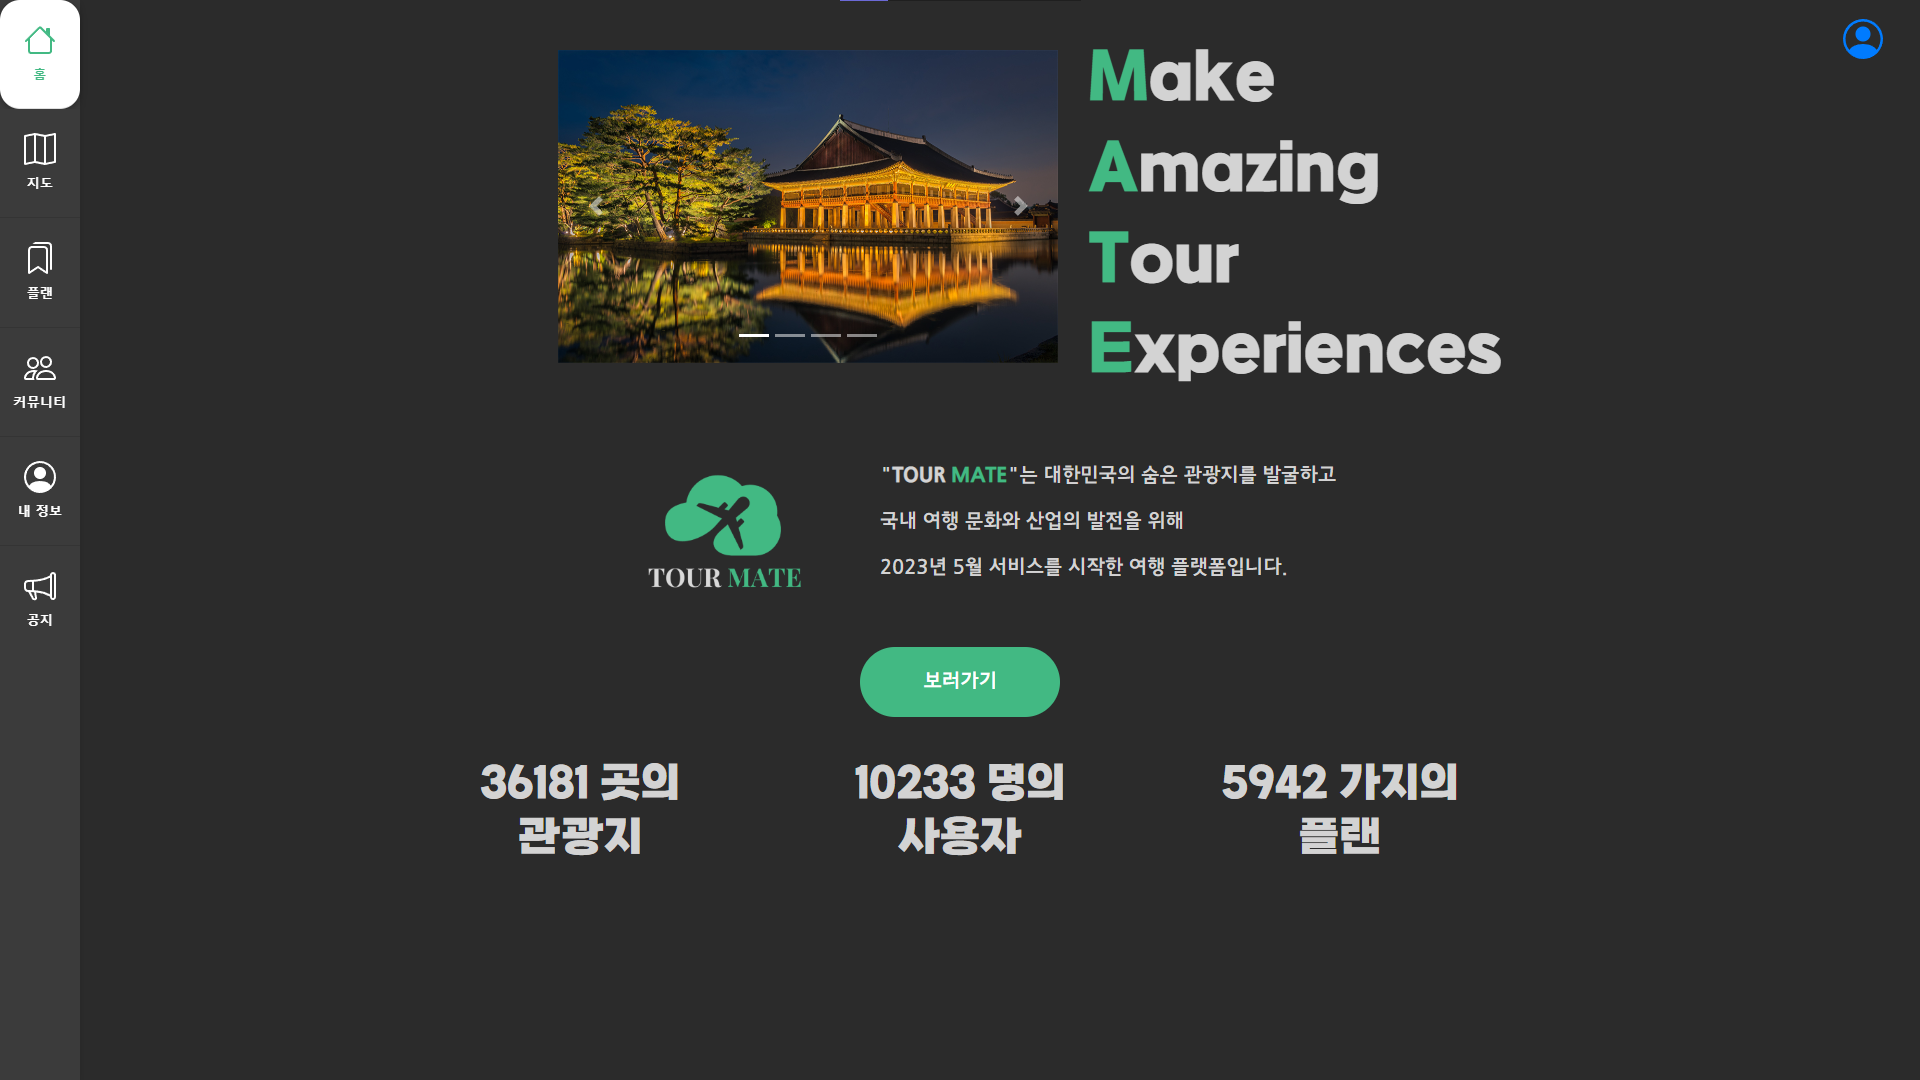 홈
지도
플랜
커뮤니티
내 정보
공지
Make
Amazing
Tour
Experiences
TOUR MATE
"TOUR MATE"는 대한민국의 숨은 관광지를 발굴하고
국내 여행 문화와 산업의 발전을 위해
2023년 5월 서비스를 시작한 여행 플랫폼입니다.
보러가기
36181 곳의
관광지
10233 명의
사용자
5942 가지의
플랜